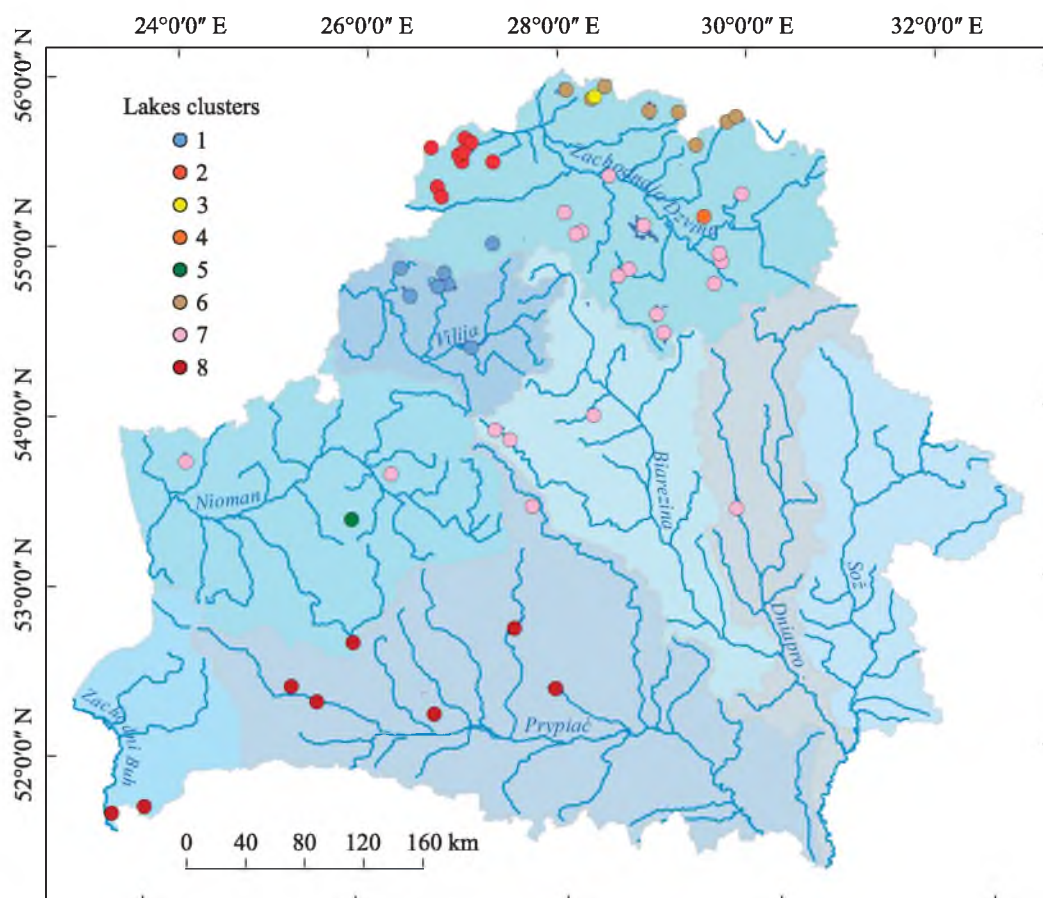 24°0′0″ E 26°0′0″ E 28°0′0″ E 30°0′0″ E 32°0′0″ E
56°0′0″ N
55°0′0″ N
54°0′0″ N
53°0′0″ N
52°0′0″ N
Lakes clusters
1
2
3
4
5
6
7
8
Zachodniaja Dzvina
Vilija
Nioman
Biarezina
Sož
Dniapro
Zachodni Buh
Prypiać
0 40 80 120 160 km